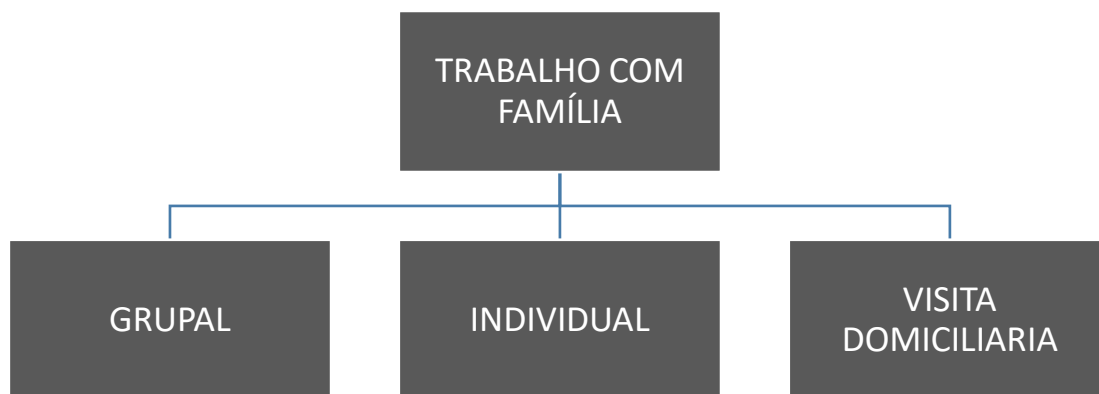 TRABALHO COM
FAMÍLIA
GRUPAL
INDIVIDUAL
VISITA
DOMICILIARIA